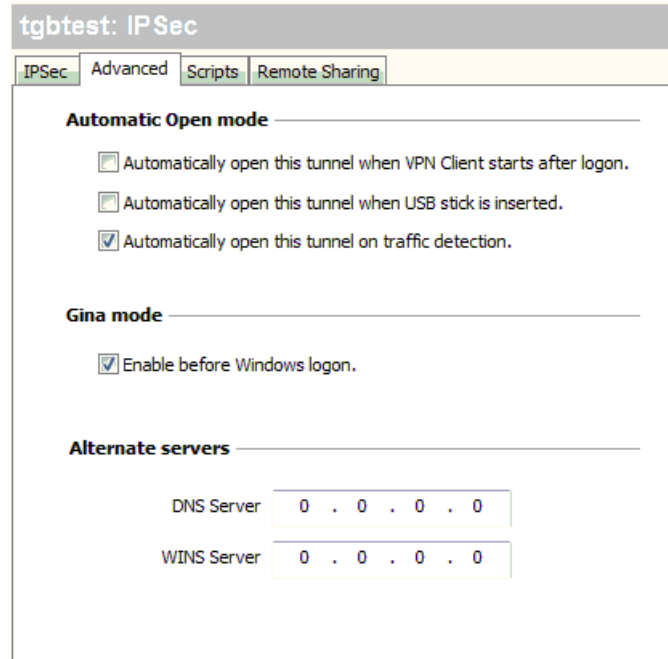 tgbtest: IPSec
IPSec Advanced Scripts Remote Sharing
Automatic Open mode
Automatically open this tunnel when VPN Client starts after logon.
Automatically open this tunnel when USB stick is inserted.
Automatically open this tunnel on traffic detection.
Gina mode
Enable before Windows logon.
Alternate servers
DNS Server 0 . 0 . 0 . 0
WINS Server 0 . 0 . 0 . 0